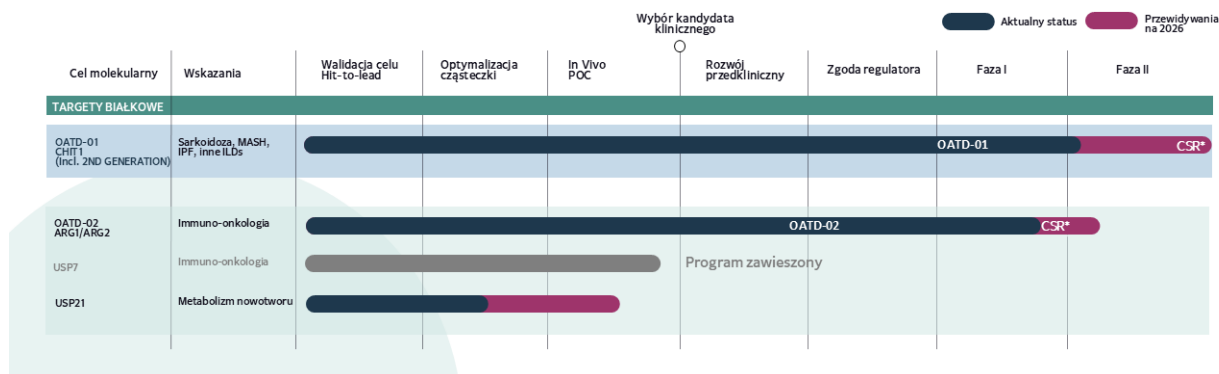 Wybór kandydata
klinicznego
Aktualny status
Przewidywania
na 2026
Cel molekularny
Wskazania
Walidacja celu
Hit-to-lead
Optymalizacja
cząsteczki
In Vivo
POC
Rozwój
przedkliniczny
Zgoda regulatora
Faza I
Faza II
TARGETY BIAŁKOWE
OATD-01
CHIT1
(Incl. 2ND GENERATION)
Sarkoidoza, MASH,
IPF, inne ILDs
OATD-01
CSR*
OATD-02
ARG1/ARG2
Immuno-onkologia
OATD-02
CSR*
USP7
Immuno-onkologia
Program zawieszony
USP21
Metabolizm nowotworu